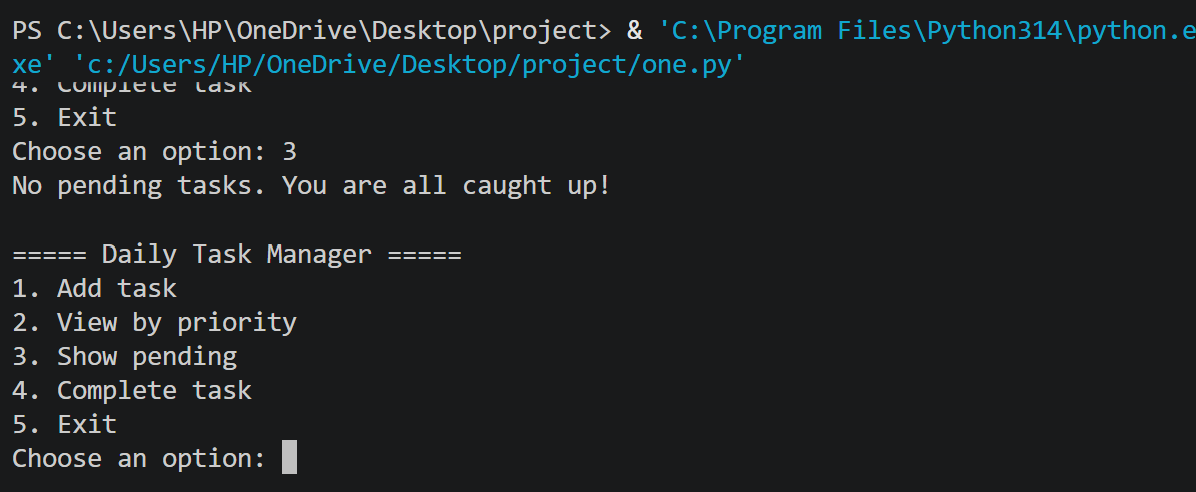 PS C:\Users\HP\OneDrive\Desktop\project> & 'C:\Program Files\Python314\python.e
xe' 'c:/Users/HP/OneDrive/Desktop/project/one.py'
4. Complete task
5. Exit
Choose an option: 3
No pending tasks. You are all caught up!
===== Daily Task Manager =====
1. Add task
2. View by priority
3. Show pending
4. Complete task
5. Exit
Choose an option: